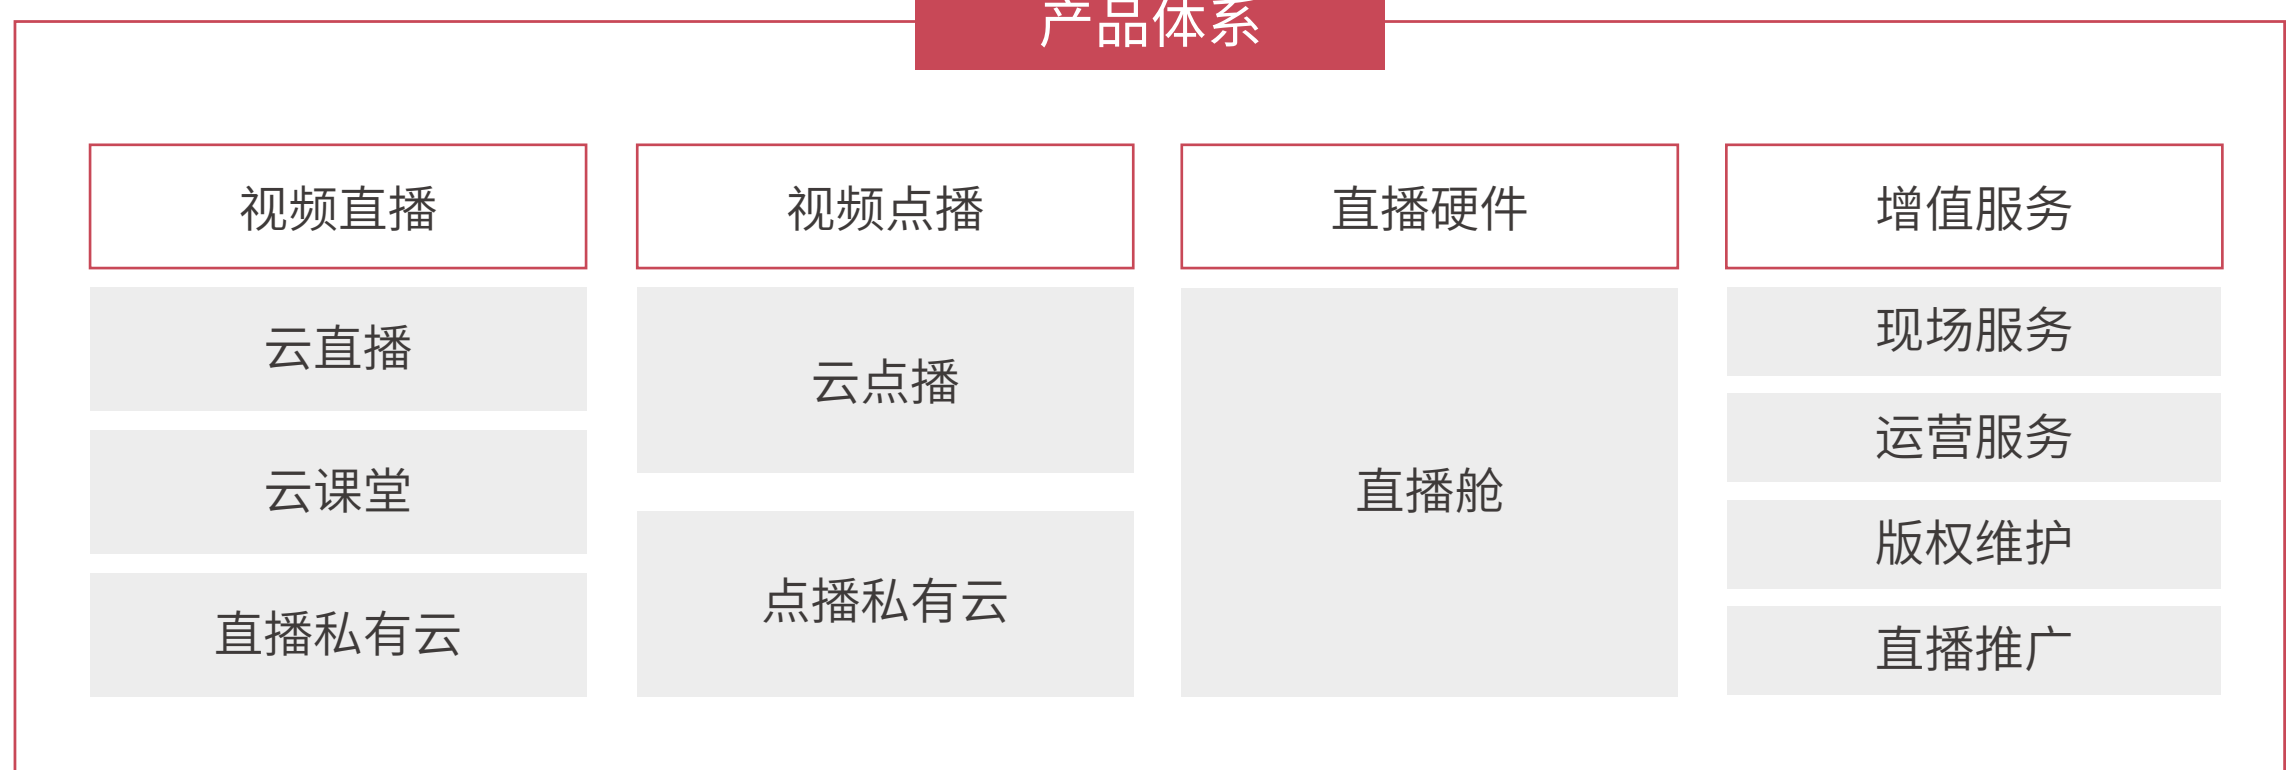 产品体系
视频直播
云直播
云课堂
直播私有云
视频点播
云点播
点播私有云
直播硬件
直播舱
增值服务
现场服务
运营服务
版权维护
直播推广